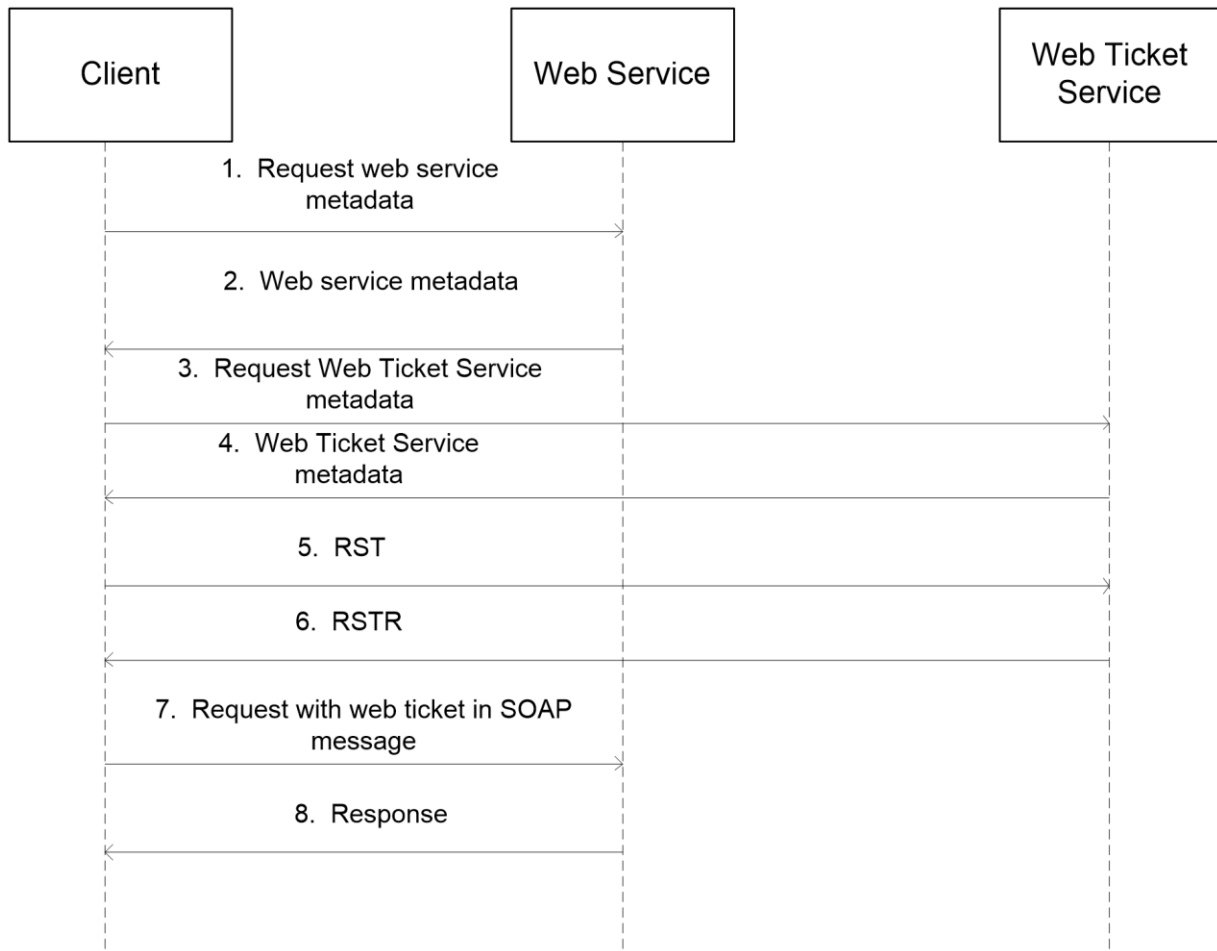 Client
Web Service
Web Ticket
Service
1. Request web service
metadata
2. Web service metadata
3. Request Web Ticket Service
metadata
4. Web Ticket Service
metadata
5. RST
6. RSTR
7. Request with web ticket in SOAP
message
8. Response